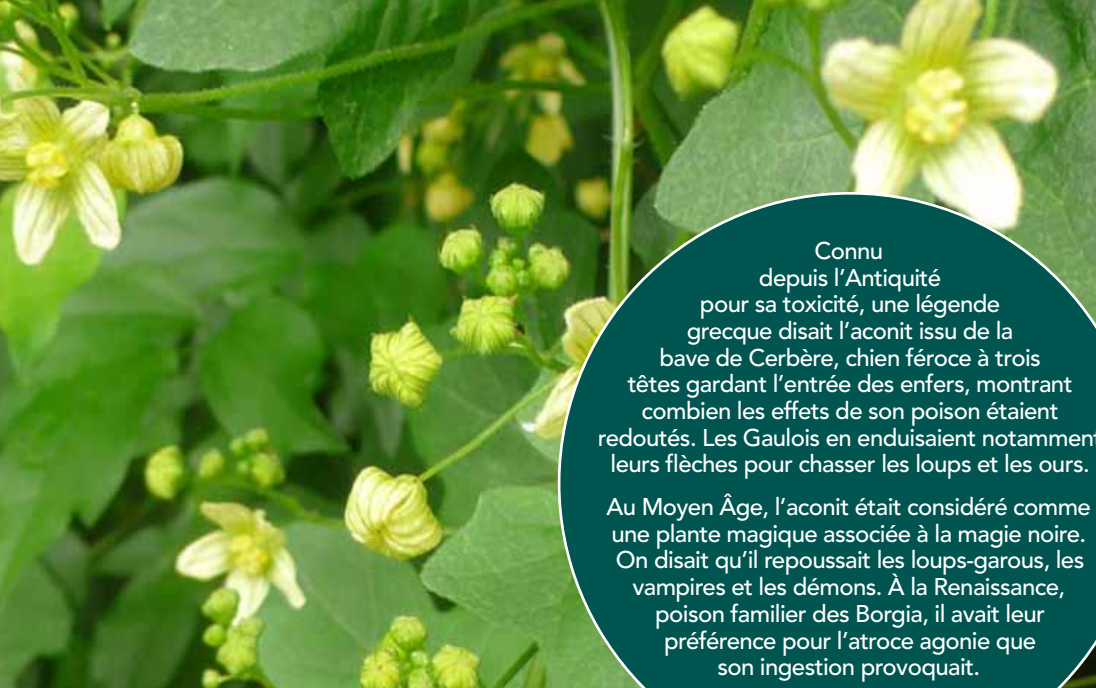 Connu
depuis l'Antiquité
pour sa toxicité, une légende
grecque disait l'aconit issu de la
bave de Cerbère, chien féroce à trois
têtes gardant l'entrée des enfers, montrant
combien les effets de son poison étaient
redoutés. Les Gaulois en enduisaient notamment
leurs flèches pour chasser les loups et les ours.
Au Moyen Âge, l'aconit était considéré comme
une plante magique associée à la magie noire.
On disait qu'il repoussait les loups-garous, les
vampires et les démons. À la Renaissance,
poison familier des Borgia, il avait leur
préférence pour l'atroce agonie que
son ingestion provoquait.